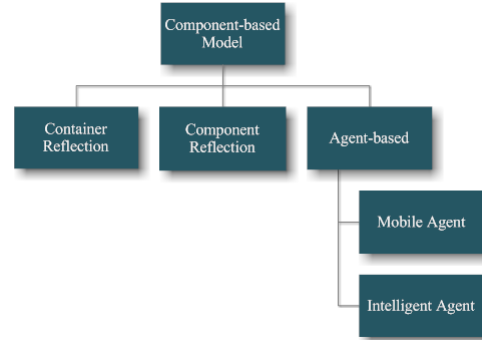 Component-based
Model
Container
Reflection
Component
Reflection
Agent-based
Mobile Agent
Intelligent Agent